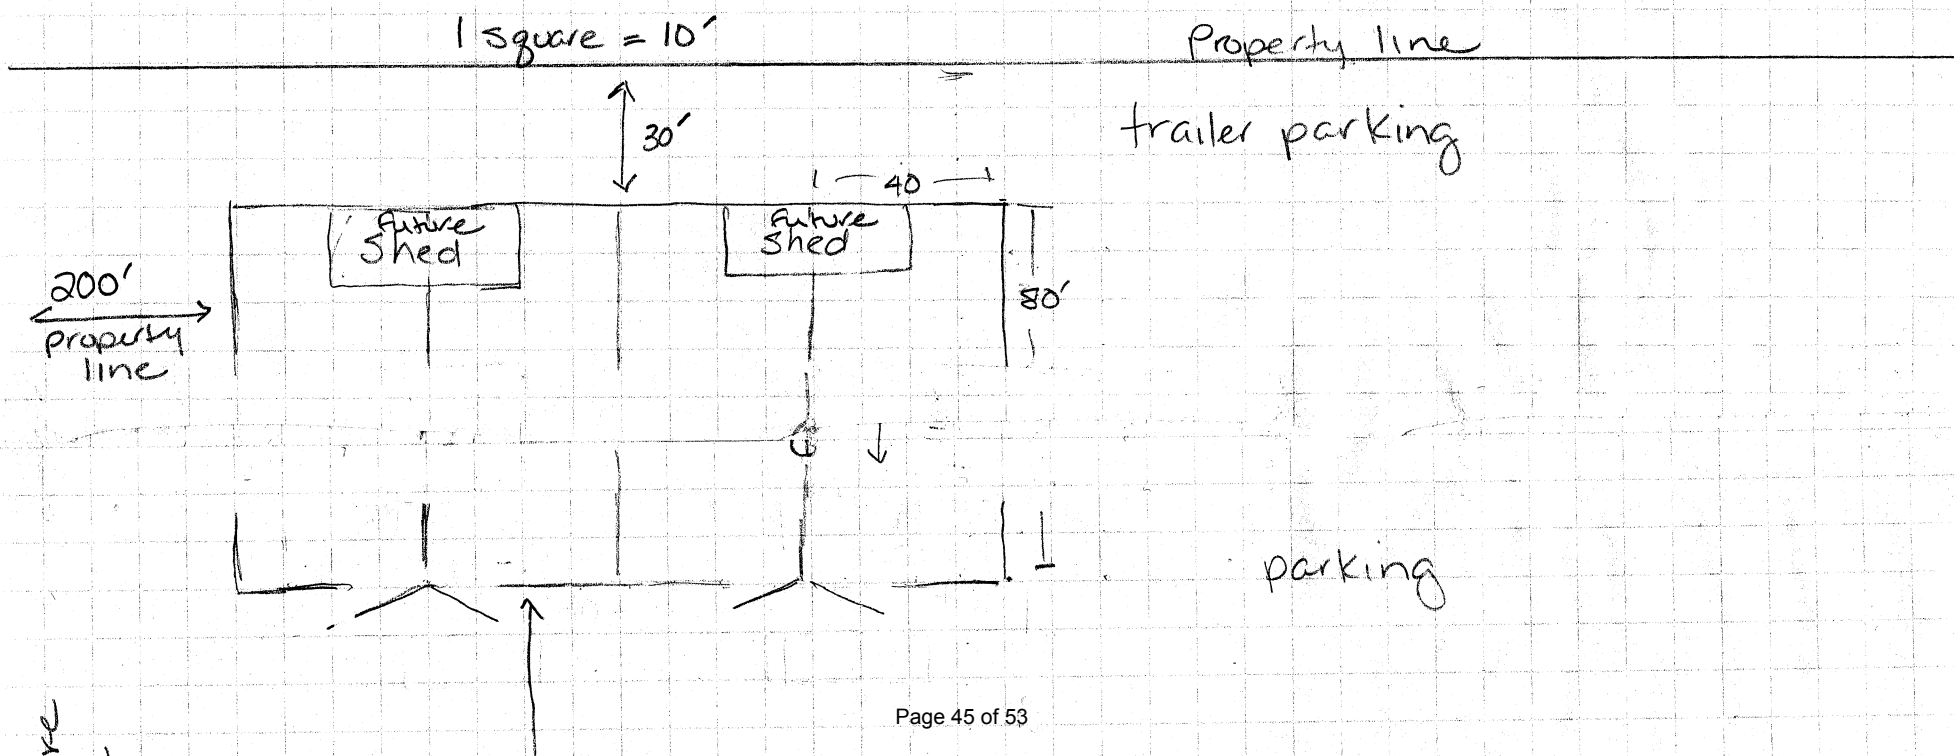 1 square = 10'
Property line
30'
trailer parking
40
Future
Shed
Future
Shed
200'
property
line
80'
parking
Page 45 of 53